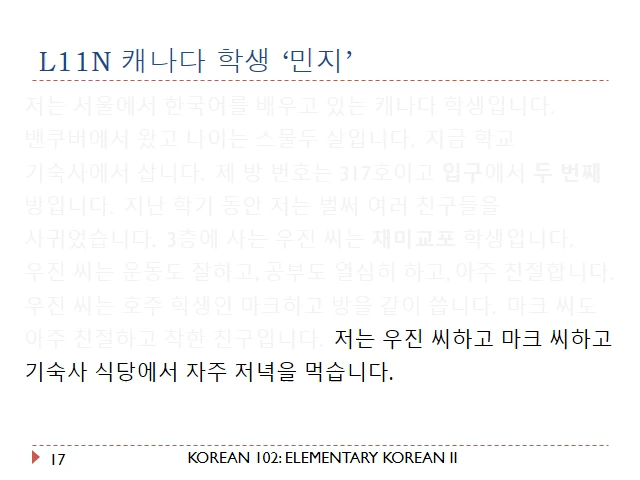 L11N 캐나다 학생 ‘민지’
저는 서울에서 한국어를 배우고 있는 캐나다 학생입니다.
밴쿠버에서 왔고 나이는 스물두 살입니다. 지금 학교
기숙사에서 삽니다. 제 방 번호는 317호이고 입구에서 두 번째
방입니다. 지난 학기 동안 저는 벌써 여러 친구들을
사귀었습니다. 3층에 사는 우진 씨는 재미교포 학생입니다.
우진 씨는 운동도 잘하고, 공부도 열심히 하고, 아주 친절합니다.
우진 씨는 호주 학생인 마크하고 방을 같이 씁니다. 마크 씨도
아주 친절하고 착한 친구입니다. 저는 우진 씨하고 마크 씨하고
기숙사 식당에서 자주 저녁을 먹습니다.
17 KOREAN 102: ELEMENTARY KOREAN II